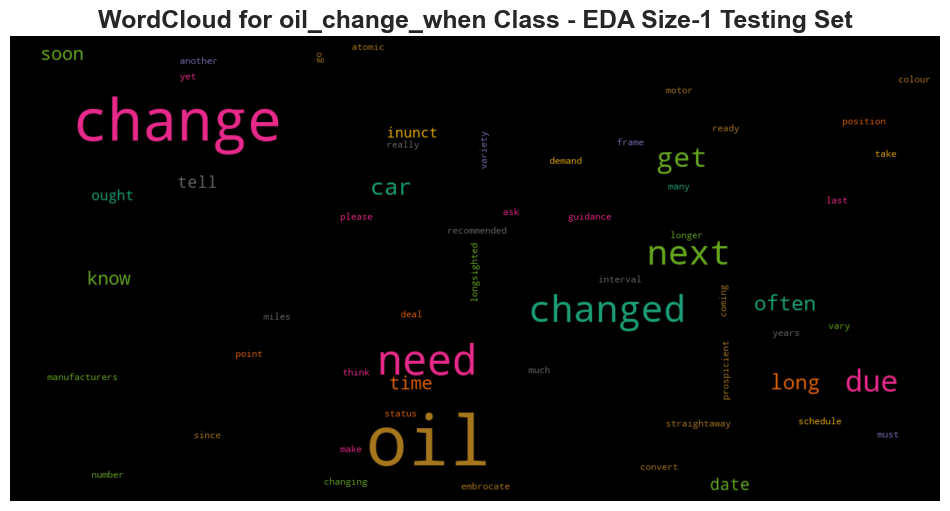 WordCloud for oil_change_when Class - EDA Size-1 Testing Set
soon
another
go
atomic
yet
colour
motor
change
position
ready
inunct
really
variety
frame
demand
get
take
tell
car
many
ought
last
please
ask
guidance
recommended
longer
next
longsighted
know
interval
coming
changed
often
miles
deal
vary
years
point
need
prospicient
manufacturers
think
time
much
long
due
status
oil
straightaway
schedule
since
must
make
number
changing
embrocate
convert
date